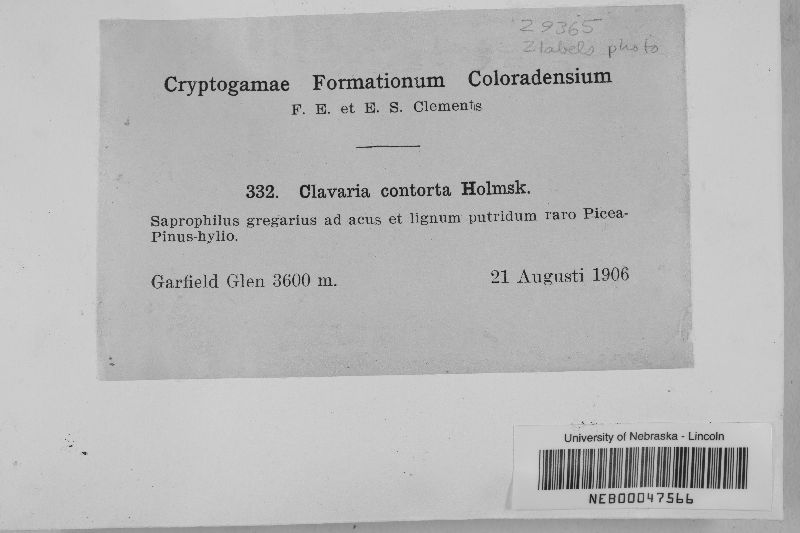 29365
2 labels photo
Cryptogamae Formationum Coloradensium
F. E. et E. S. Clements
332. Clavaria contorta Holmsk.
Saprophilus gregarius ad acus et lignum putridum raro Picea-
Pinus-hylio.
Garfield Glen 3600 m. 21 Augusti 1906
University of Nebraska - Lincoln
NEB00047566